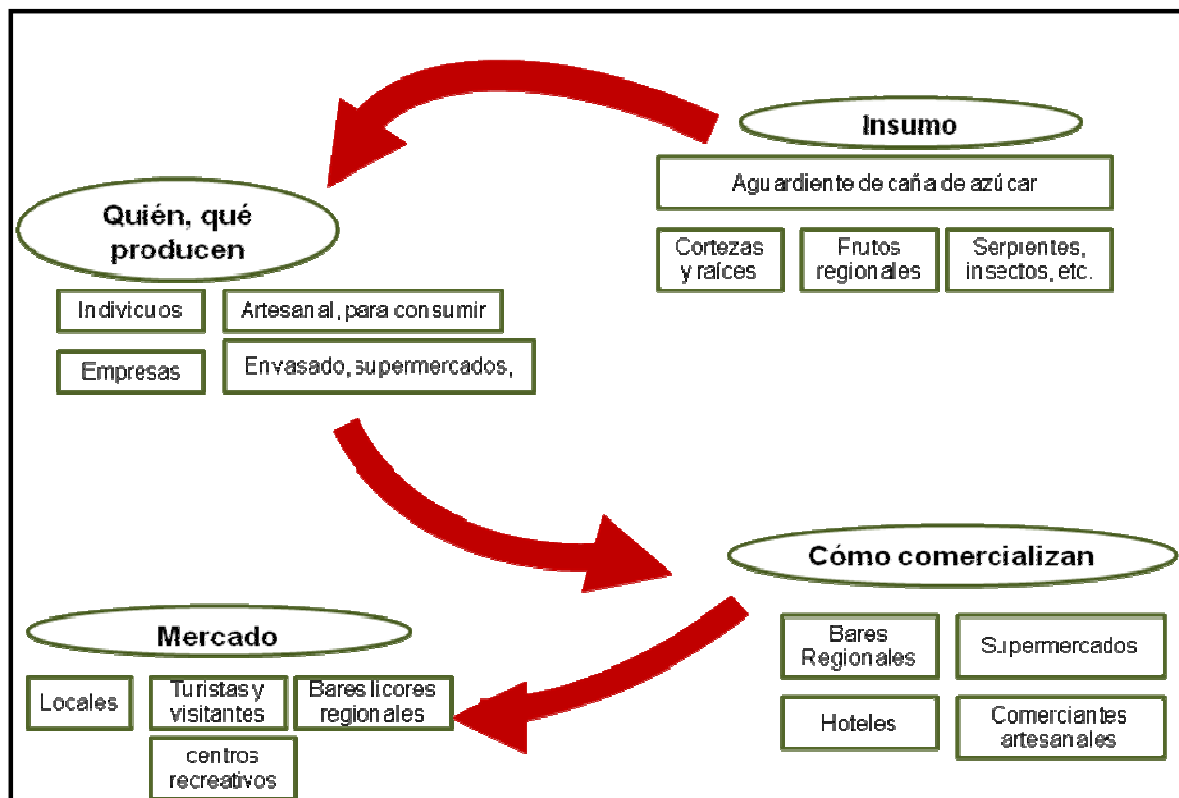 Insumo
Aguardiente de caña de azúcar
Cortezas
y raíces
Frutos
regionales
Serpientes,
insectos, etc.
Quién, qué
producen
Indivicuos
Artesanal, para consumir
Empresas
Envasado, supermercados,
Cómo comercializan
Bares
Regionales
Supermercados
Hoteles
Comerciantes
artesanales
Mercado
Locales
Turistas y
visitantes
Bares licores
regionales
centros
recreativos